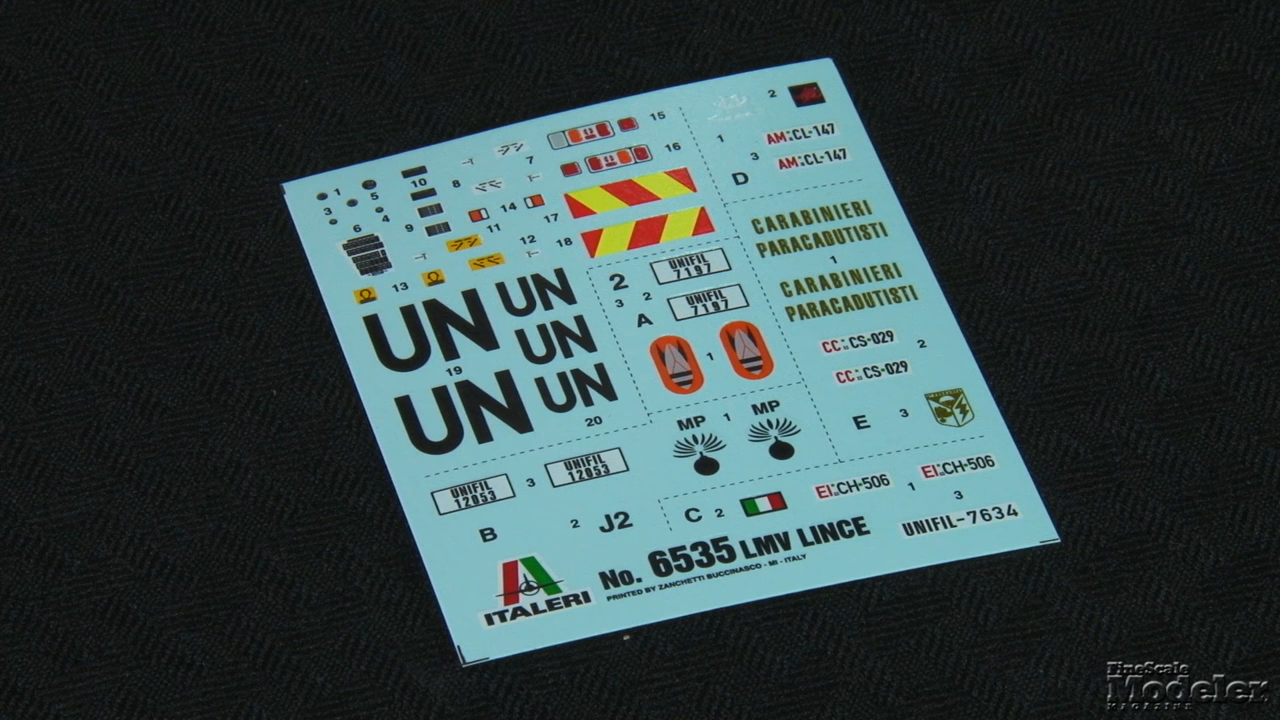 15
2
1
5
10
8
7
16
1
AM CL-147
3
4
14
17
3
AM CL-147
6
9
11
12
18
D
13
CARABINIERI
PARACADUTISTI
1
CARABINIERI
PARACADUTISTI
UN
UN
UN
19
UN
UN
20
2
UNIFIL
7197
3
2
A
UNIFIL
7197
1
CC CS-029
2
CC CS-029
E
3
MP
1
MP
UNIFIL
12053
3
UNIFIL
12053
B
2
J2
C
2
EI CH-506
1
EI CH-506
3
UNIFIL-7634
ITALERI
No. 6535 LMV LINCE
PRINTED BY ZANCHETTI BUCCINASCO - MI - ITALY
FineScale
Modeler
MAGAZINE